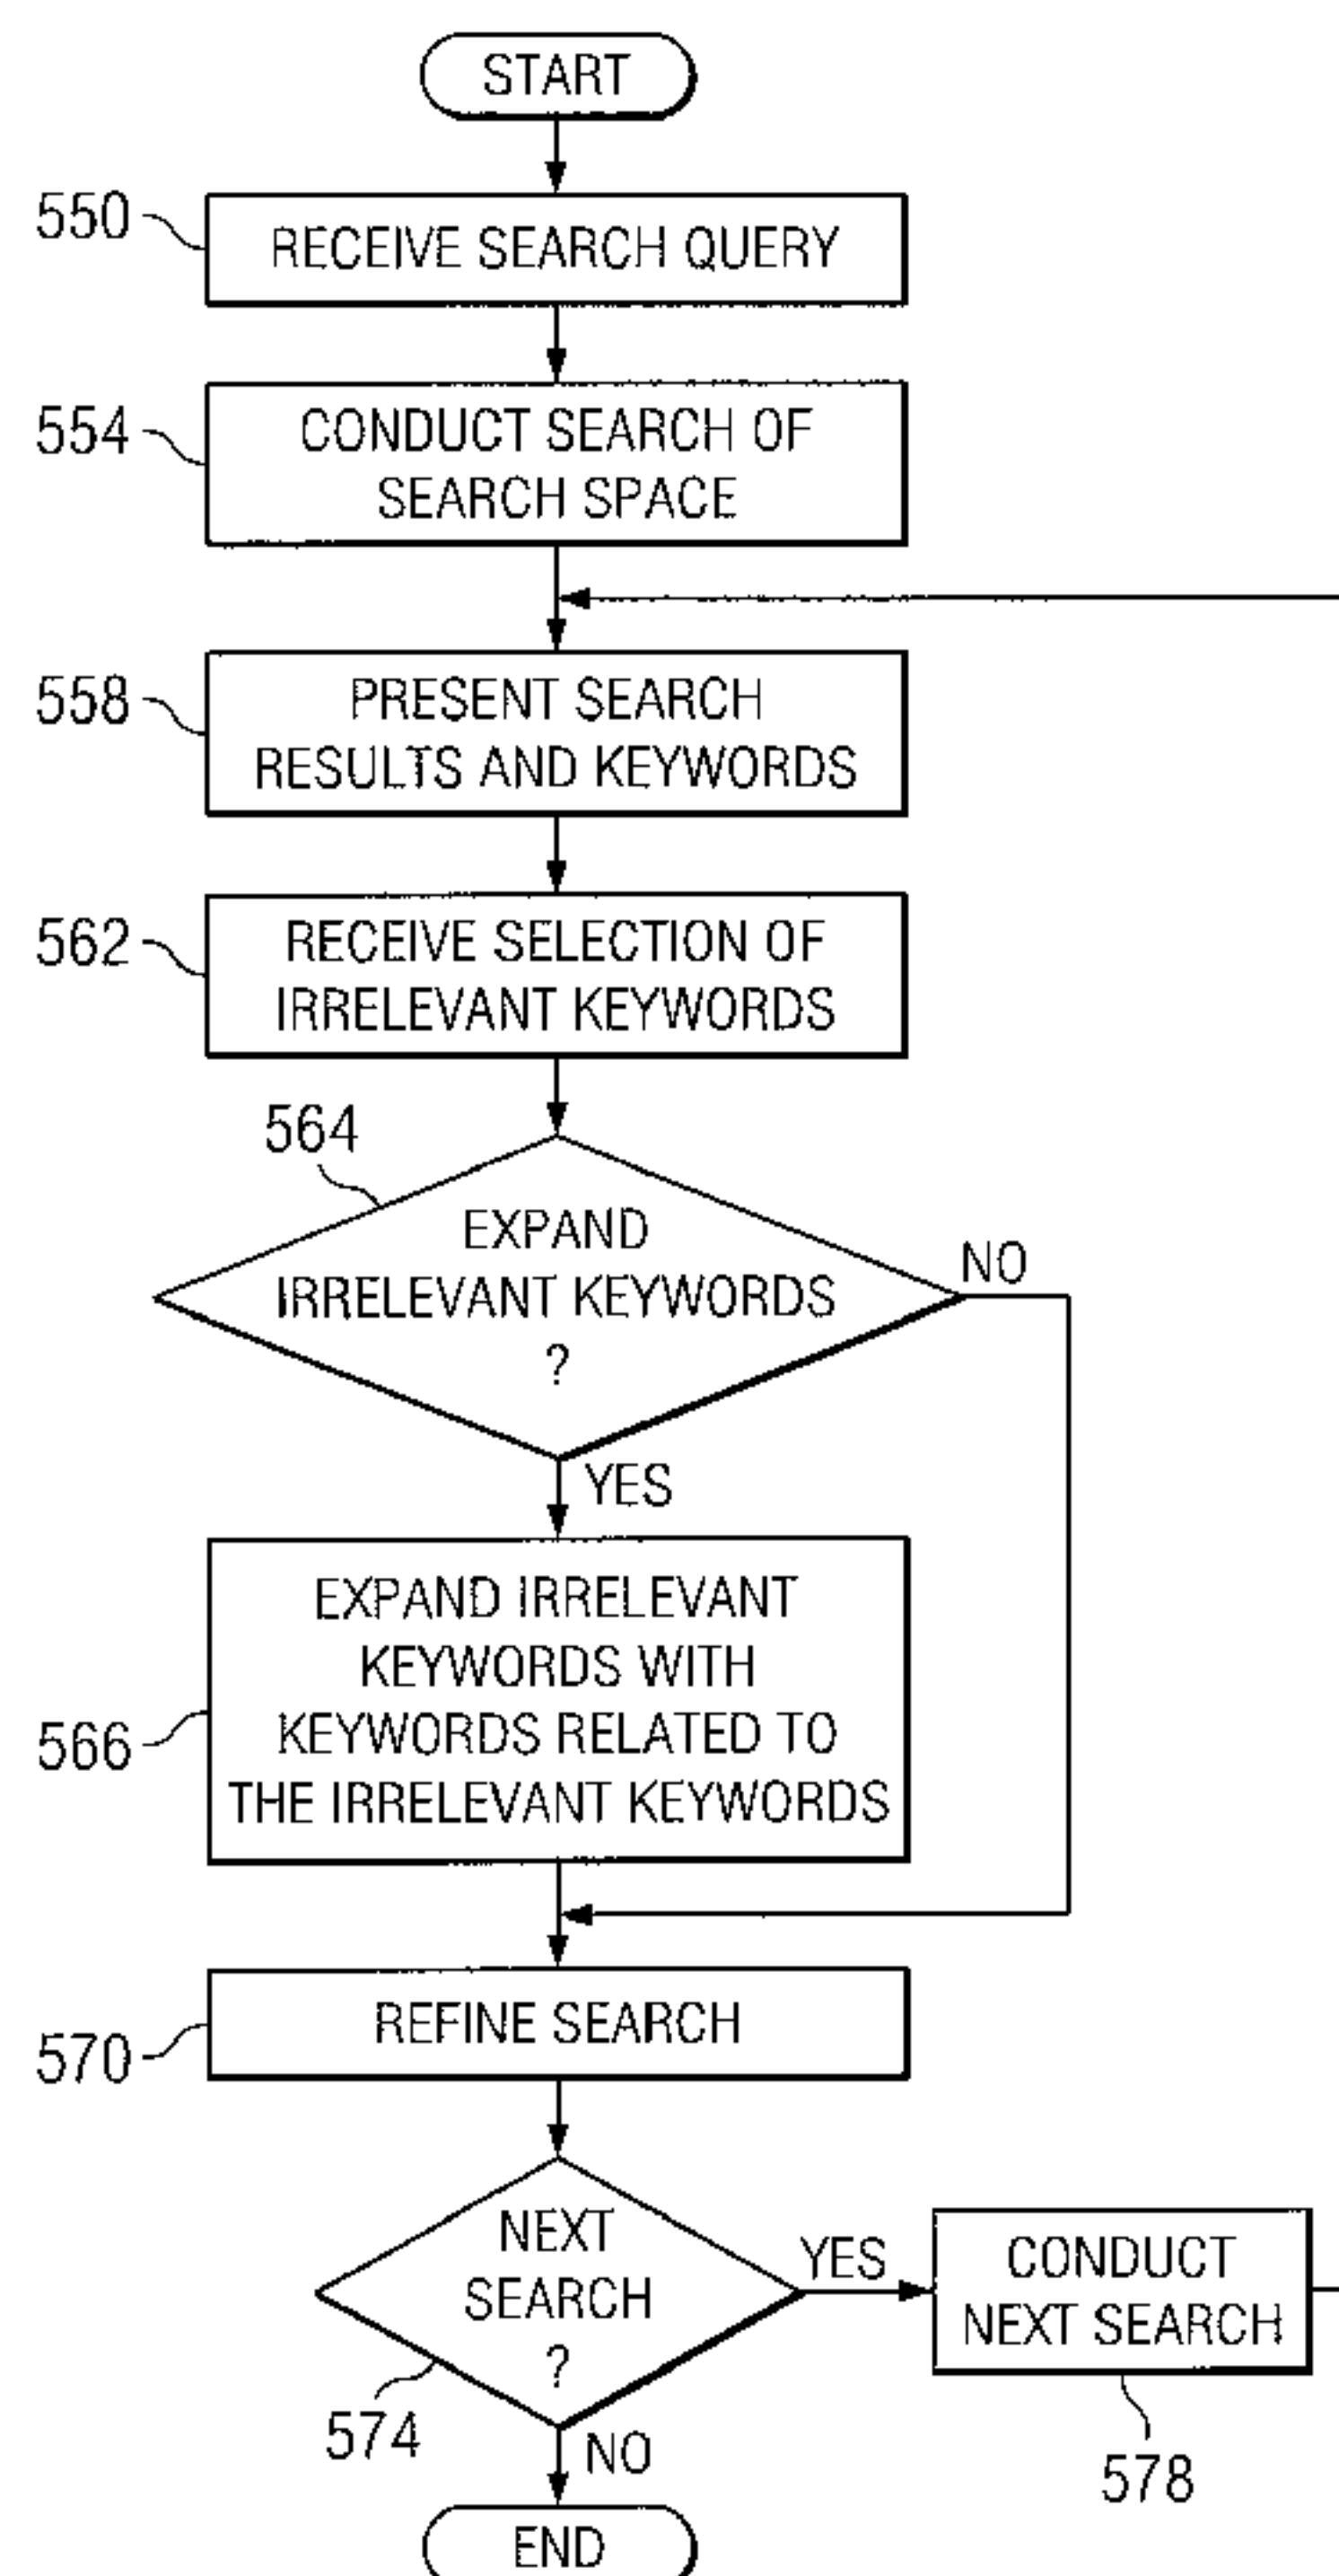 START
550
RECEIVE SEARCH QUERY
554
CONDUCT SEARCH OF
SEARCH SPACE
558
PRESENT SEARCH
RESULTS AND KEYWORDS
562
RECEIVE SELECTION OF
IRRELEVANT KEYWORDS
564
EXPAND
IRRELEVANT KEYWORDS
?
NO
YES
566
EXPAND IRRELEVANT
KEYWORDS WITH
KEYWORDS RELATED TO
THE IRRELEVANT KEYWORDS
570
REFINE SEARCH
NEXT
SEARCH
?
574
YES
CONDUCT
NEXT SEARCH
578
NO
END